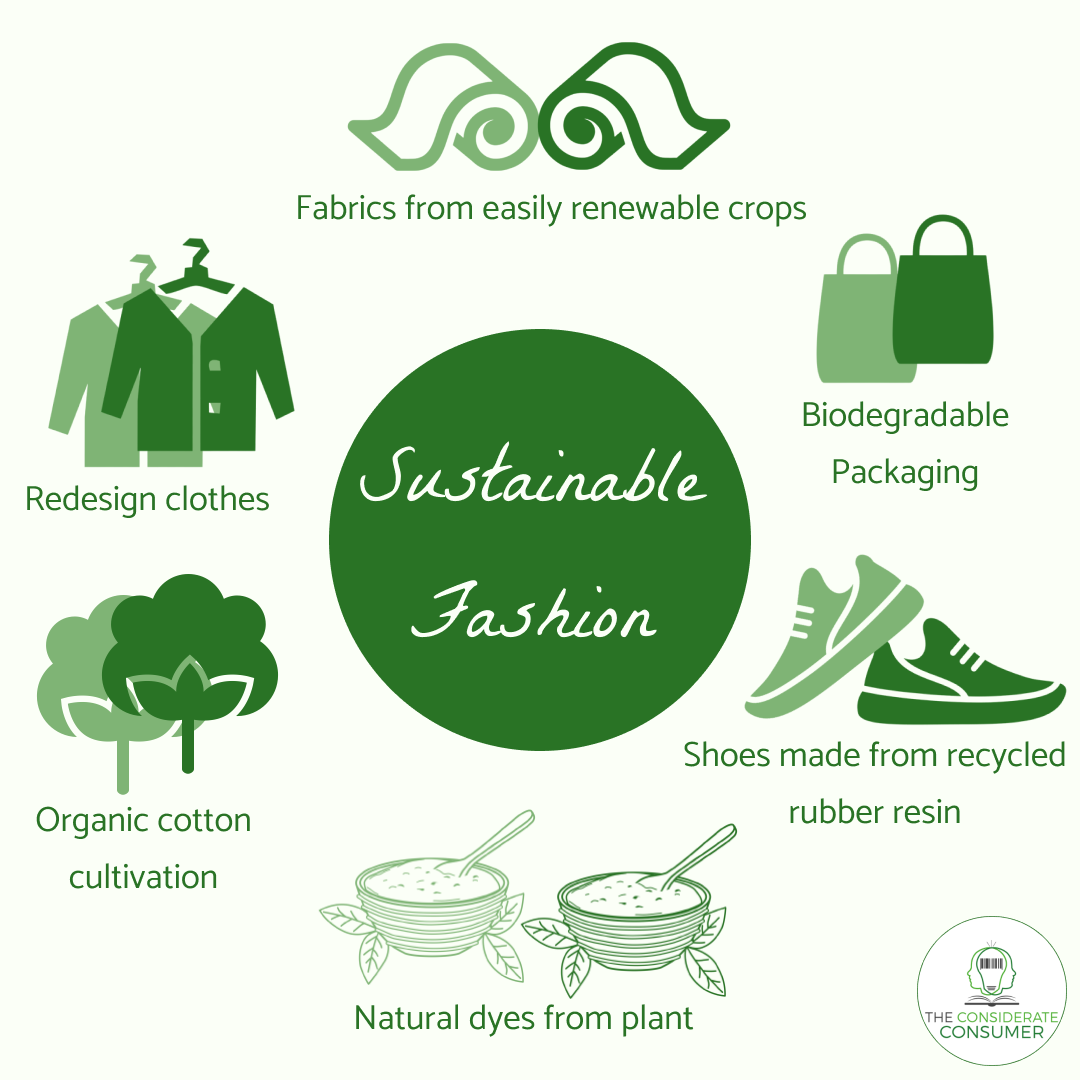 Fabrics from easily renewable crops
Biodegradable
Packaging
Redesign clothes
Sustainable
Fashion
Shoes made from recycled
rubber resin
Organic cotton
cultivation
Natural dyes from plant
THE CONSIDERATE
CONSUMER